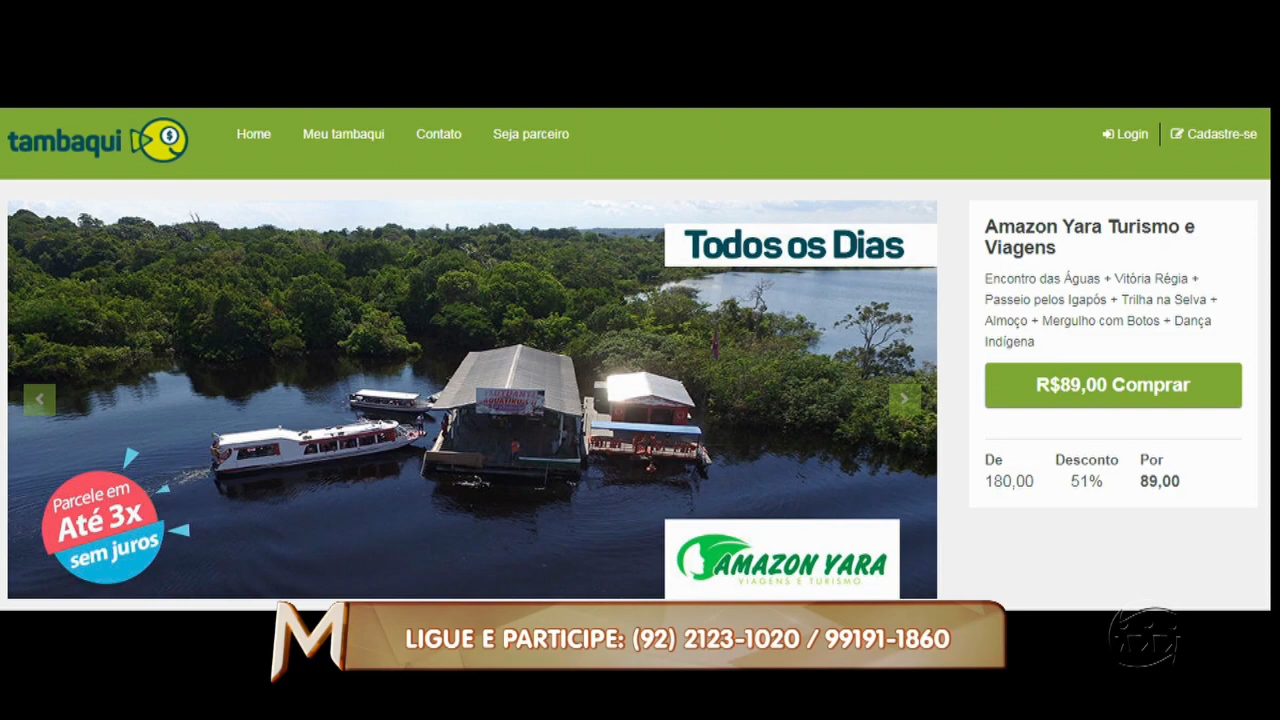 tambaqui
$
Home
Meu tambaqui
Contato
Seja parceiro
Login
Cadastre-se
Todos os Dias
Parcele em
Até 3x
sem juros
AMAZON YARA
VIAGENS E TURISMO
Amazon Yara Turismo e
Viagens
Encontro das Águas + Vitória Régia +
Passeio pelos Igapós + Trilha na Selva +
Almoço + Mergulho com Botos + Dança
Indígena
R$89,00 Comprar
De
Desconto
Por
180,00
51%
89,00
M
LIGUE E PARTICIPE: (92) 2123-1020 / 99191-1860